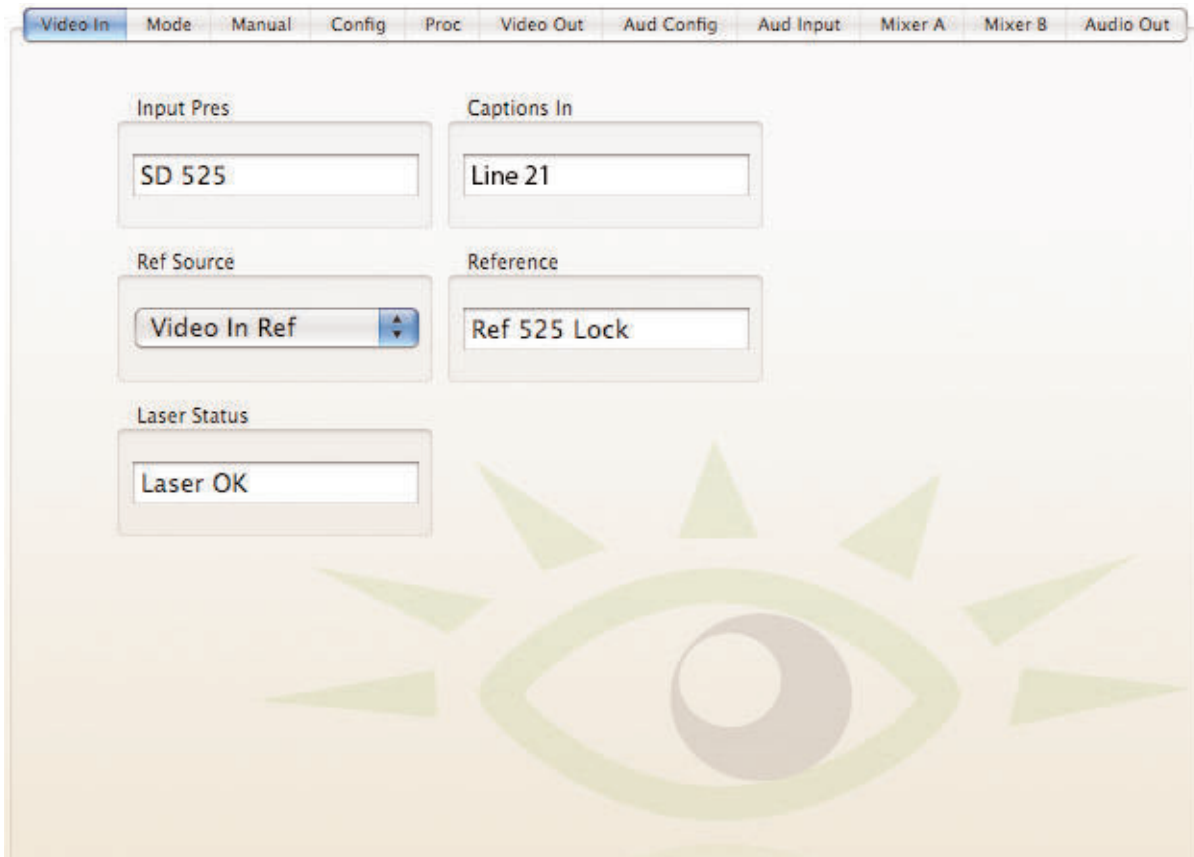 Video In Mode Manual Config Proc Video Out Aud Config Aud Input Mixer A Mixer B Audio Out
Input Pres
SD 525
Captions In
Line 21
Ref Source
Video In Ref
Reference
Ref 525 Lock
Laser Status
Laser OK